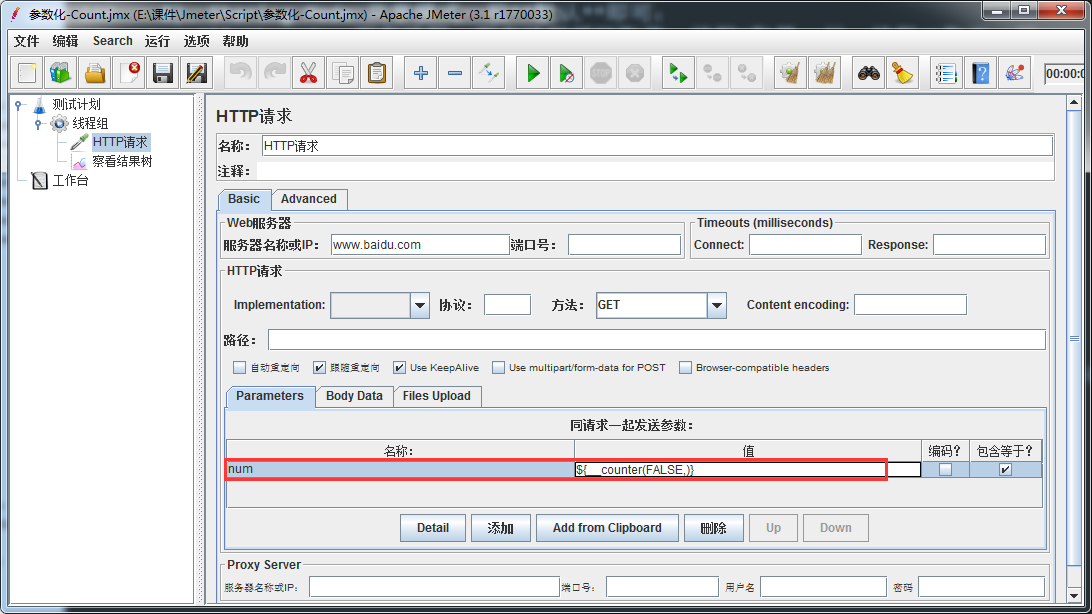 参数化-Count.jmx (E:\课件\Jmeter\Script\参数化-Count.jmx) - Apache JMeter (3.1 r1770033)
文件 编辑 Search 运行 选项 帮助
STOP
00:00:0
测试计划
线程组
HTTP请求
察看结果树
工作台
HTTP请求
名称： HTTP请求
注释：
Basic Advanced
Web服务器
服务器名称或IP： www.baidu.com 端口号：
Timeouts (milliseconds)
Connect: Response:
HTTP请求
Implementation: 协议： 方法： GET Content encoding:
路径：
自动重定向 跟随重定向 Use KeepAlive Use multipart/form-data for POST Browser-compatible headers
Parameters Body Data Files Upload
同请求一起发送参数：
名称： 值 编码？ 包含等于？
num ${__counter(FALSE,)}
Detail 添加 Add from Clipboard 删除 Up Down
Proxy Server
服务器名称或IP： 端口号： 用户名 密码